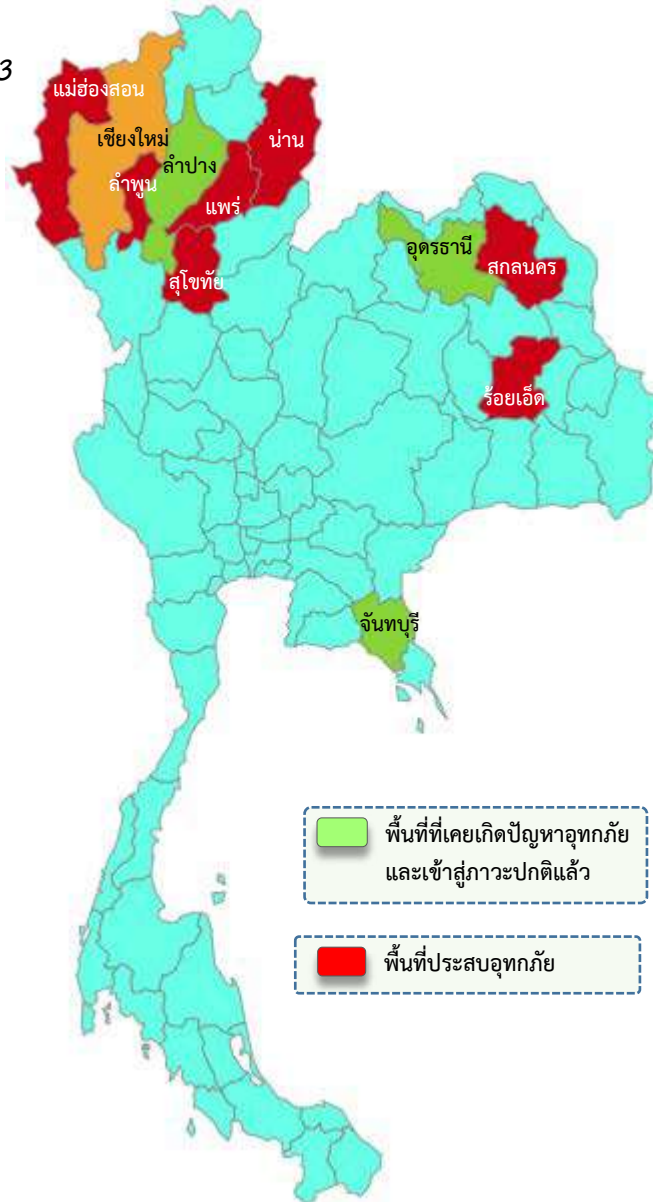 3
แม่ฮ่องสอน
เชียงใหม่
น่าน
ลำปาง
ลำพูน
แพร่
อุดรธานี
สกลนคร
สุโขทัย
ร้อยเอ็ด
จันทบุรี
พื้นที่ที่เคยเกิดปัญหาอุทกภัย
และเข้าสู่ภาวะปกติแล้ว
พื้นที่ประสบอุทกภัย